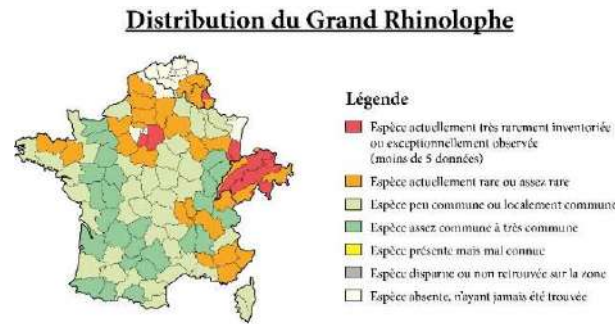 Distribution du Grand Rhinolophe
Légende
Espèce actuellement très rarement inventoriée
ou exceptionnellement observée
(moins de 5 données)
Espèce actuellement rare ou assez rare
Espèce peu commune ou localement commune
Espèce assez commune à très commune
Espèce présente mais mal connue
Espèce disparue ou non retrouvée sur la zone
Espèce absente, n'ayant jamais été trouvée